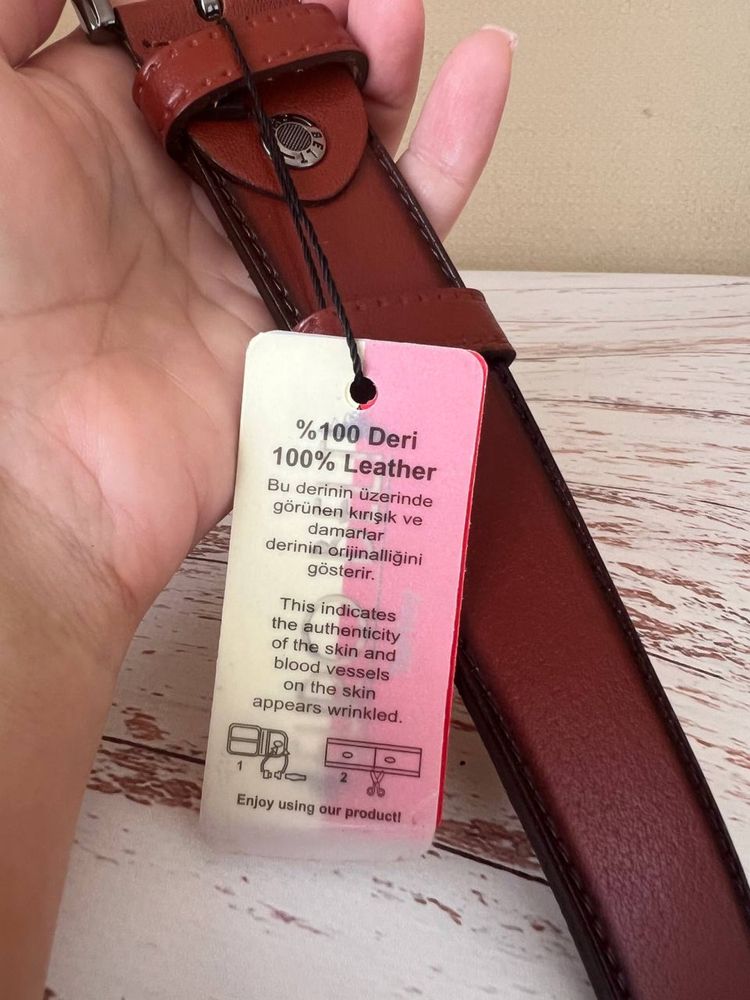 BELT
%100 Deri
100% Leather
Bu derinin üzerinde
görünen kırışık ve
damarlar
derinin orijinalliğini
gösterir.
This indicates
the authenticity
of the skin and
blood vessels
on the skin
appears wrinkled.
1
2
Enjoy using our product!